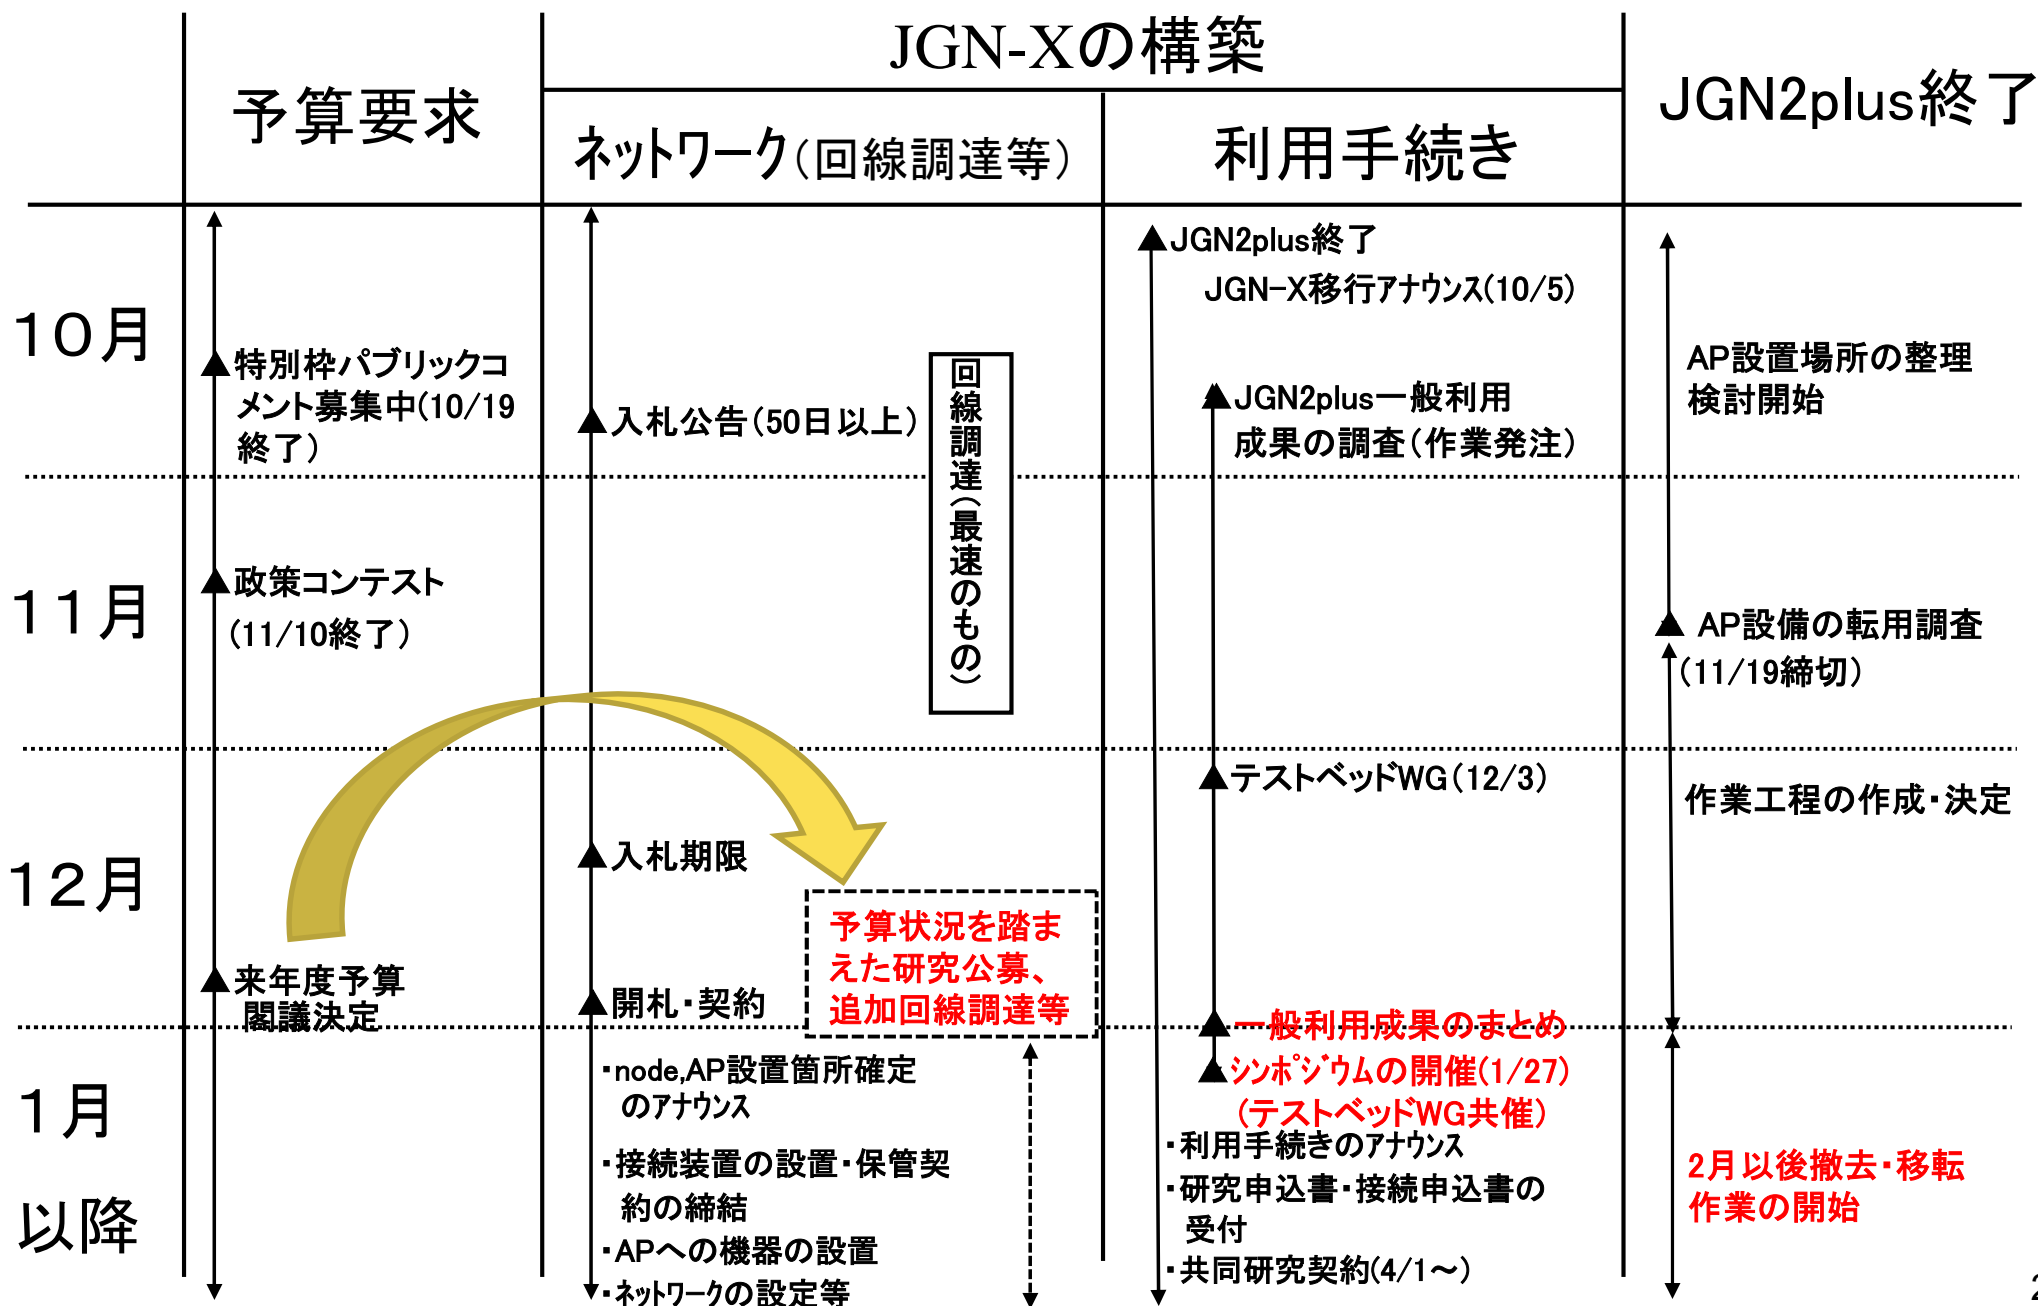 予算要求
JGN-Xの構築
ネットワーク(回線調達等)
利用手続き
JGN2plus終了
10月
▲特別枠パブリックコ
メント募集中(10/19
終了)
▲入札公告(50日以上)
回線調達(最速のもの)
▲JGN2plus終了
JGN-X移行アナウンス(10/5)
▲JGN2plus一般利用
成果の調査(作業発注)
AP設置場所の整理
検討開始
11月
▲政策コンテスト
(11/10終了)
▲AP設備の転用調査
(11/19締切)
12月
▲入札期限
▲来年度予算
閣議決定
▲開札・契約
予算状況を踏ま
えた研究公募、
追加回線調達等
▲テストベッドWG(12/3)
作業工程の作成・決定
1月
以降
・node,AP設置箇所確定
のアナウンス
・接続装置の設置・保管契
約の締結
・APへの機器の設置
・ネットワークの設定等
▲一般利用成果のまとめ
▲シンポジウムの開催(1/27)
(テストベッドWG共催)
・利用手続きのアナウンス
・研究申込書・接続申込書の
受付
・共同研究契約(4/1～)
2月以後撤去・移転
作業の開始